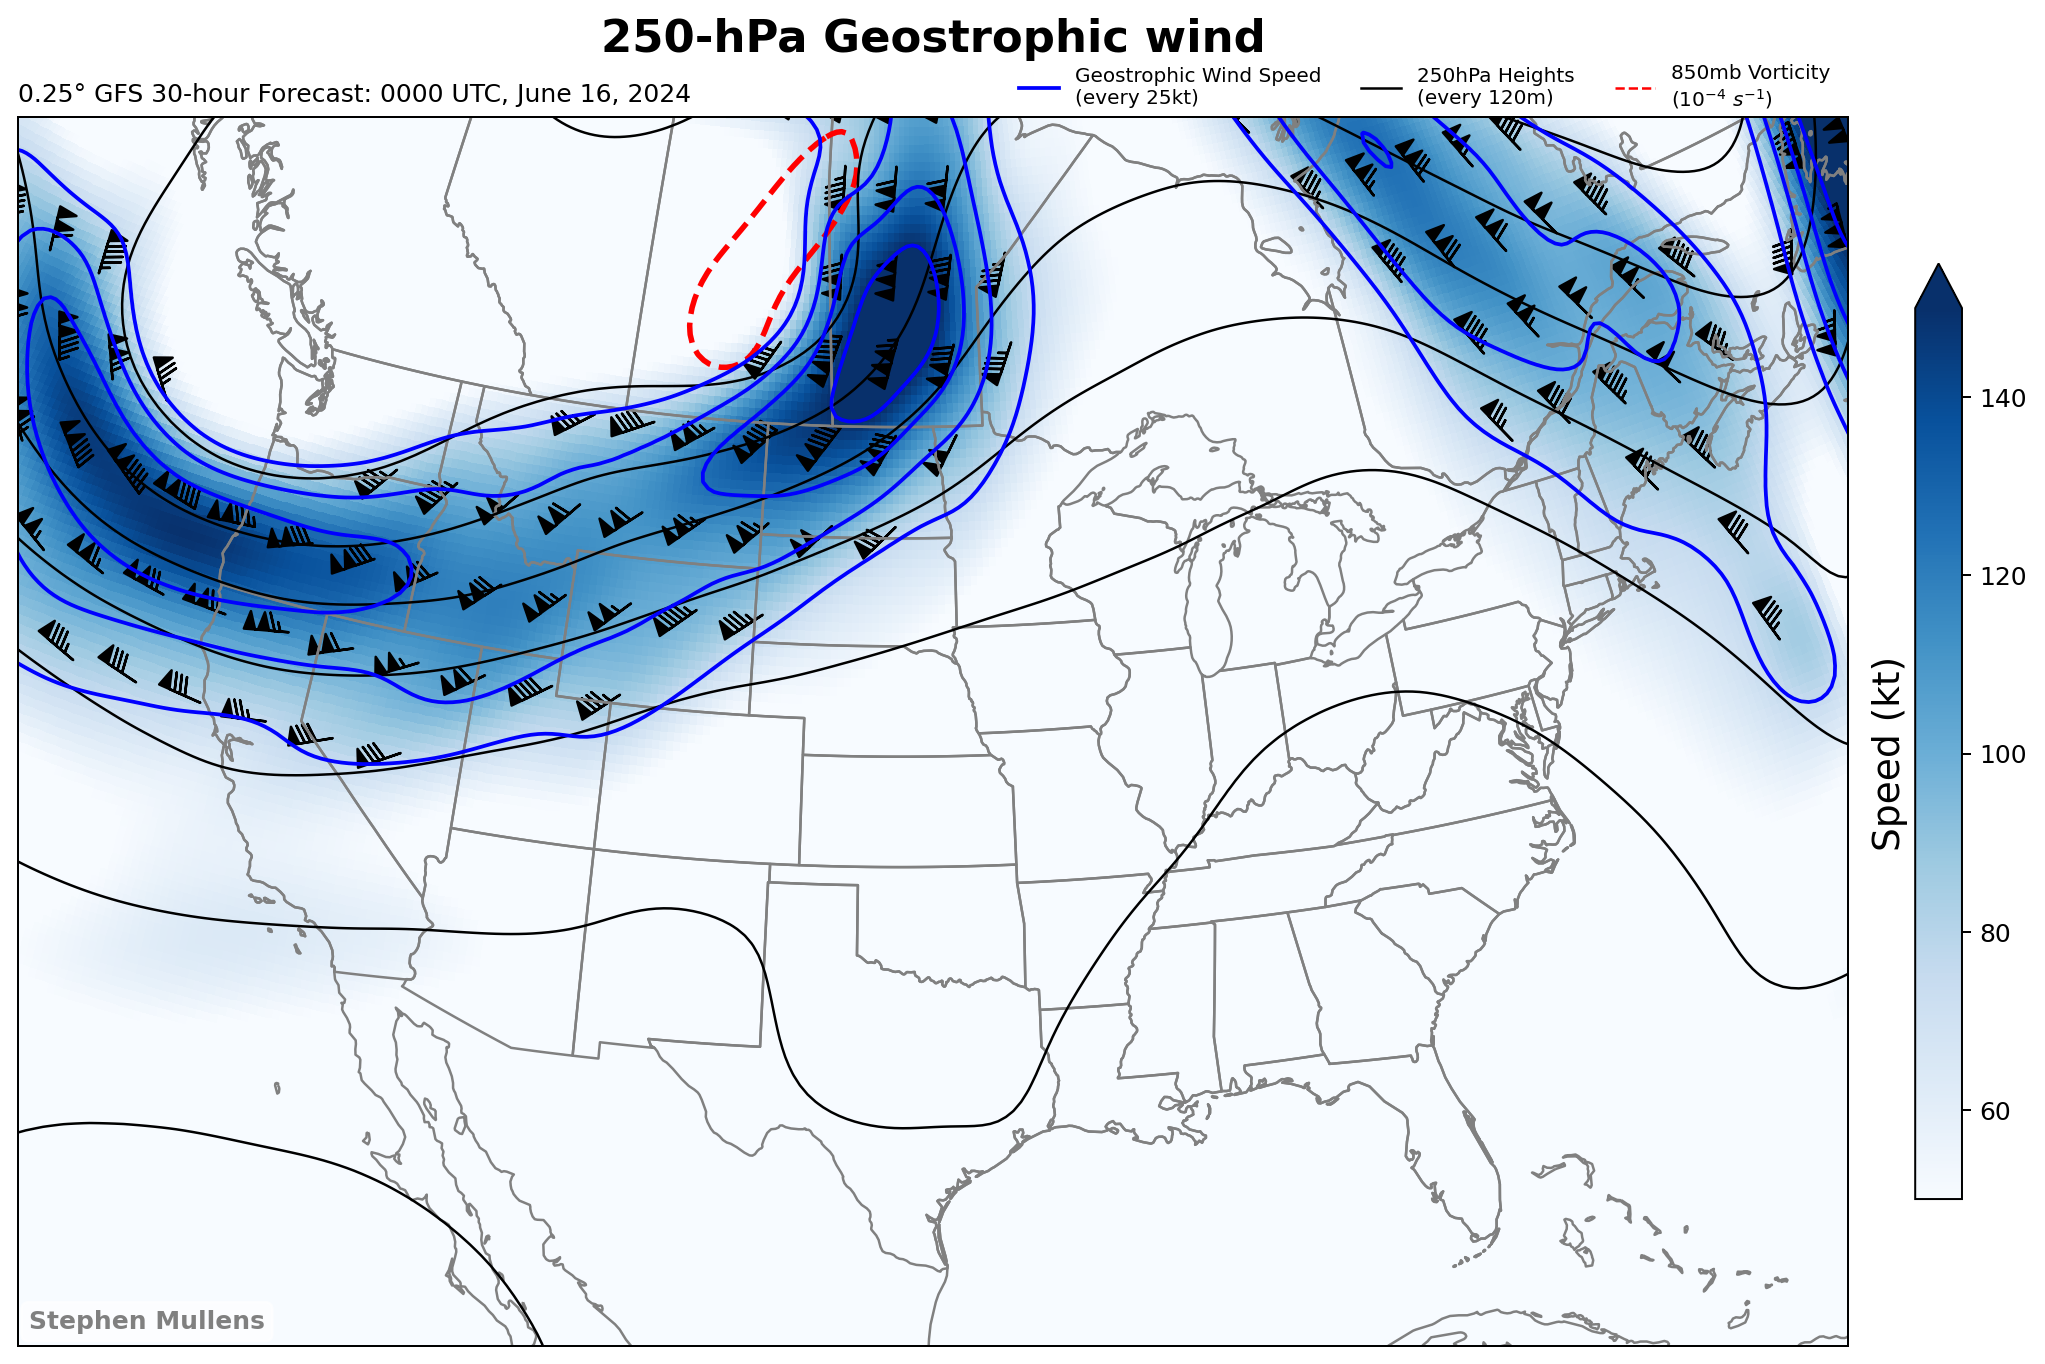 250-hPa Geostrophic wind
0.25° GFS 30-hour Forecast: 0000 UTC, June 16, 2024
Geostrophic Wind Speed
(every 25kt)
250hPa Heights
(every 120m)
850mb Vorticity
(10⁻⁴ s⁻¹)
140
120
100
80
60
Speed (kt)
Stephen Mullens